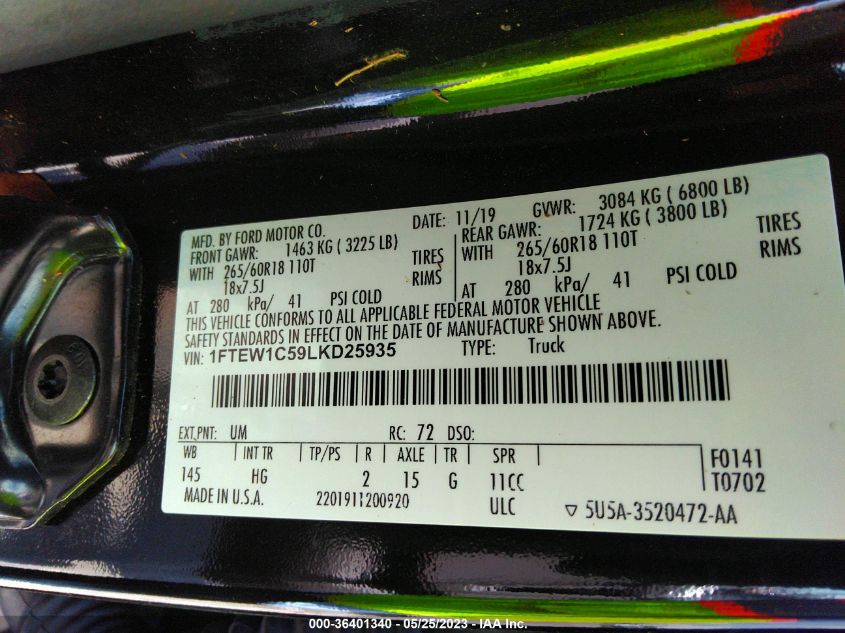 MFD. BY FORD MOTOR CO. DATE: 11/19 GVWR: 3084 KG ( 6800 LB)
FRONT GAWR: 1463 KG ( 3225 LB) REAR GAWR: 1724 KG ( 3800 LB)
WITH 265/60R18 110T TIRES WITH 265/60R18 110T TIRES
18x7.5J RIMS 18x7.5J RIMS
AT 280 kPa/ 41 PSI COLD AT 280 kPa/ 41 PSI COLD
THIS VEHICLE CONFORMS TO ALL APPLICABLE FEDERAL MOTOR VEHICLE
SAFETY STANDARDS IN EFFECT ON THE DATE OF MANUFACTURE SHOWN ABOVE.
VIN: 1FTEW1C59LKD25935 TYPE: Truck
EXT PNT: UM RC: 72 DSO:
WB INT TR TP/PS R AXLE TR SPR F0141
145 HG 2 15 G 11CC T0702
MADE IN U.S.A. 2201911200920 ULC ▽ 5U5A-3520472-AA
000-36401340 - 05/25/2023 - IAA Inc.